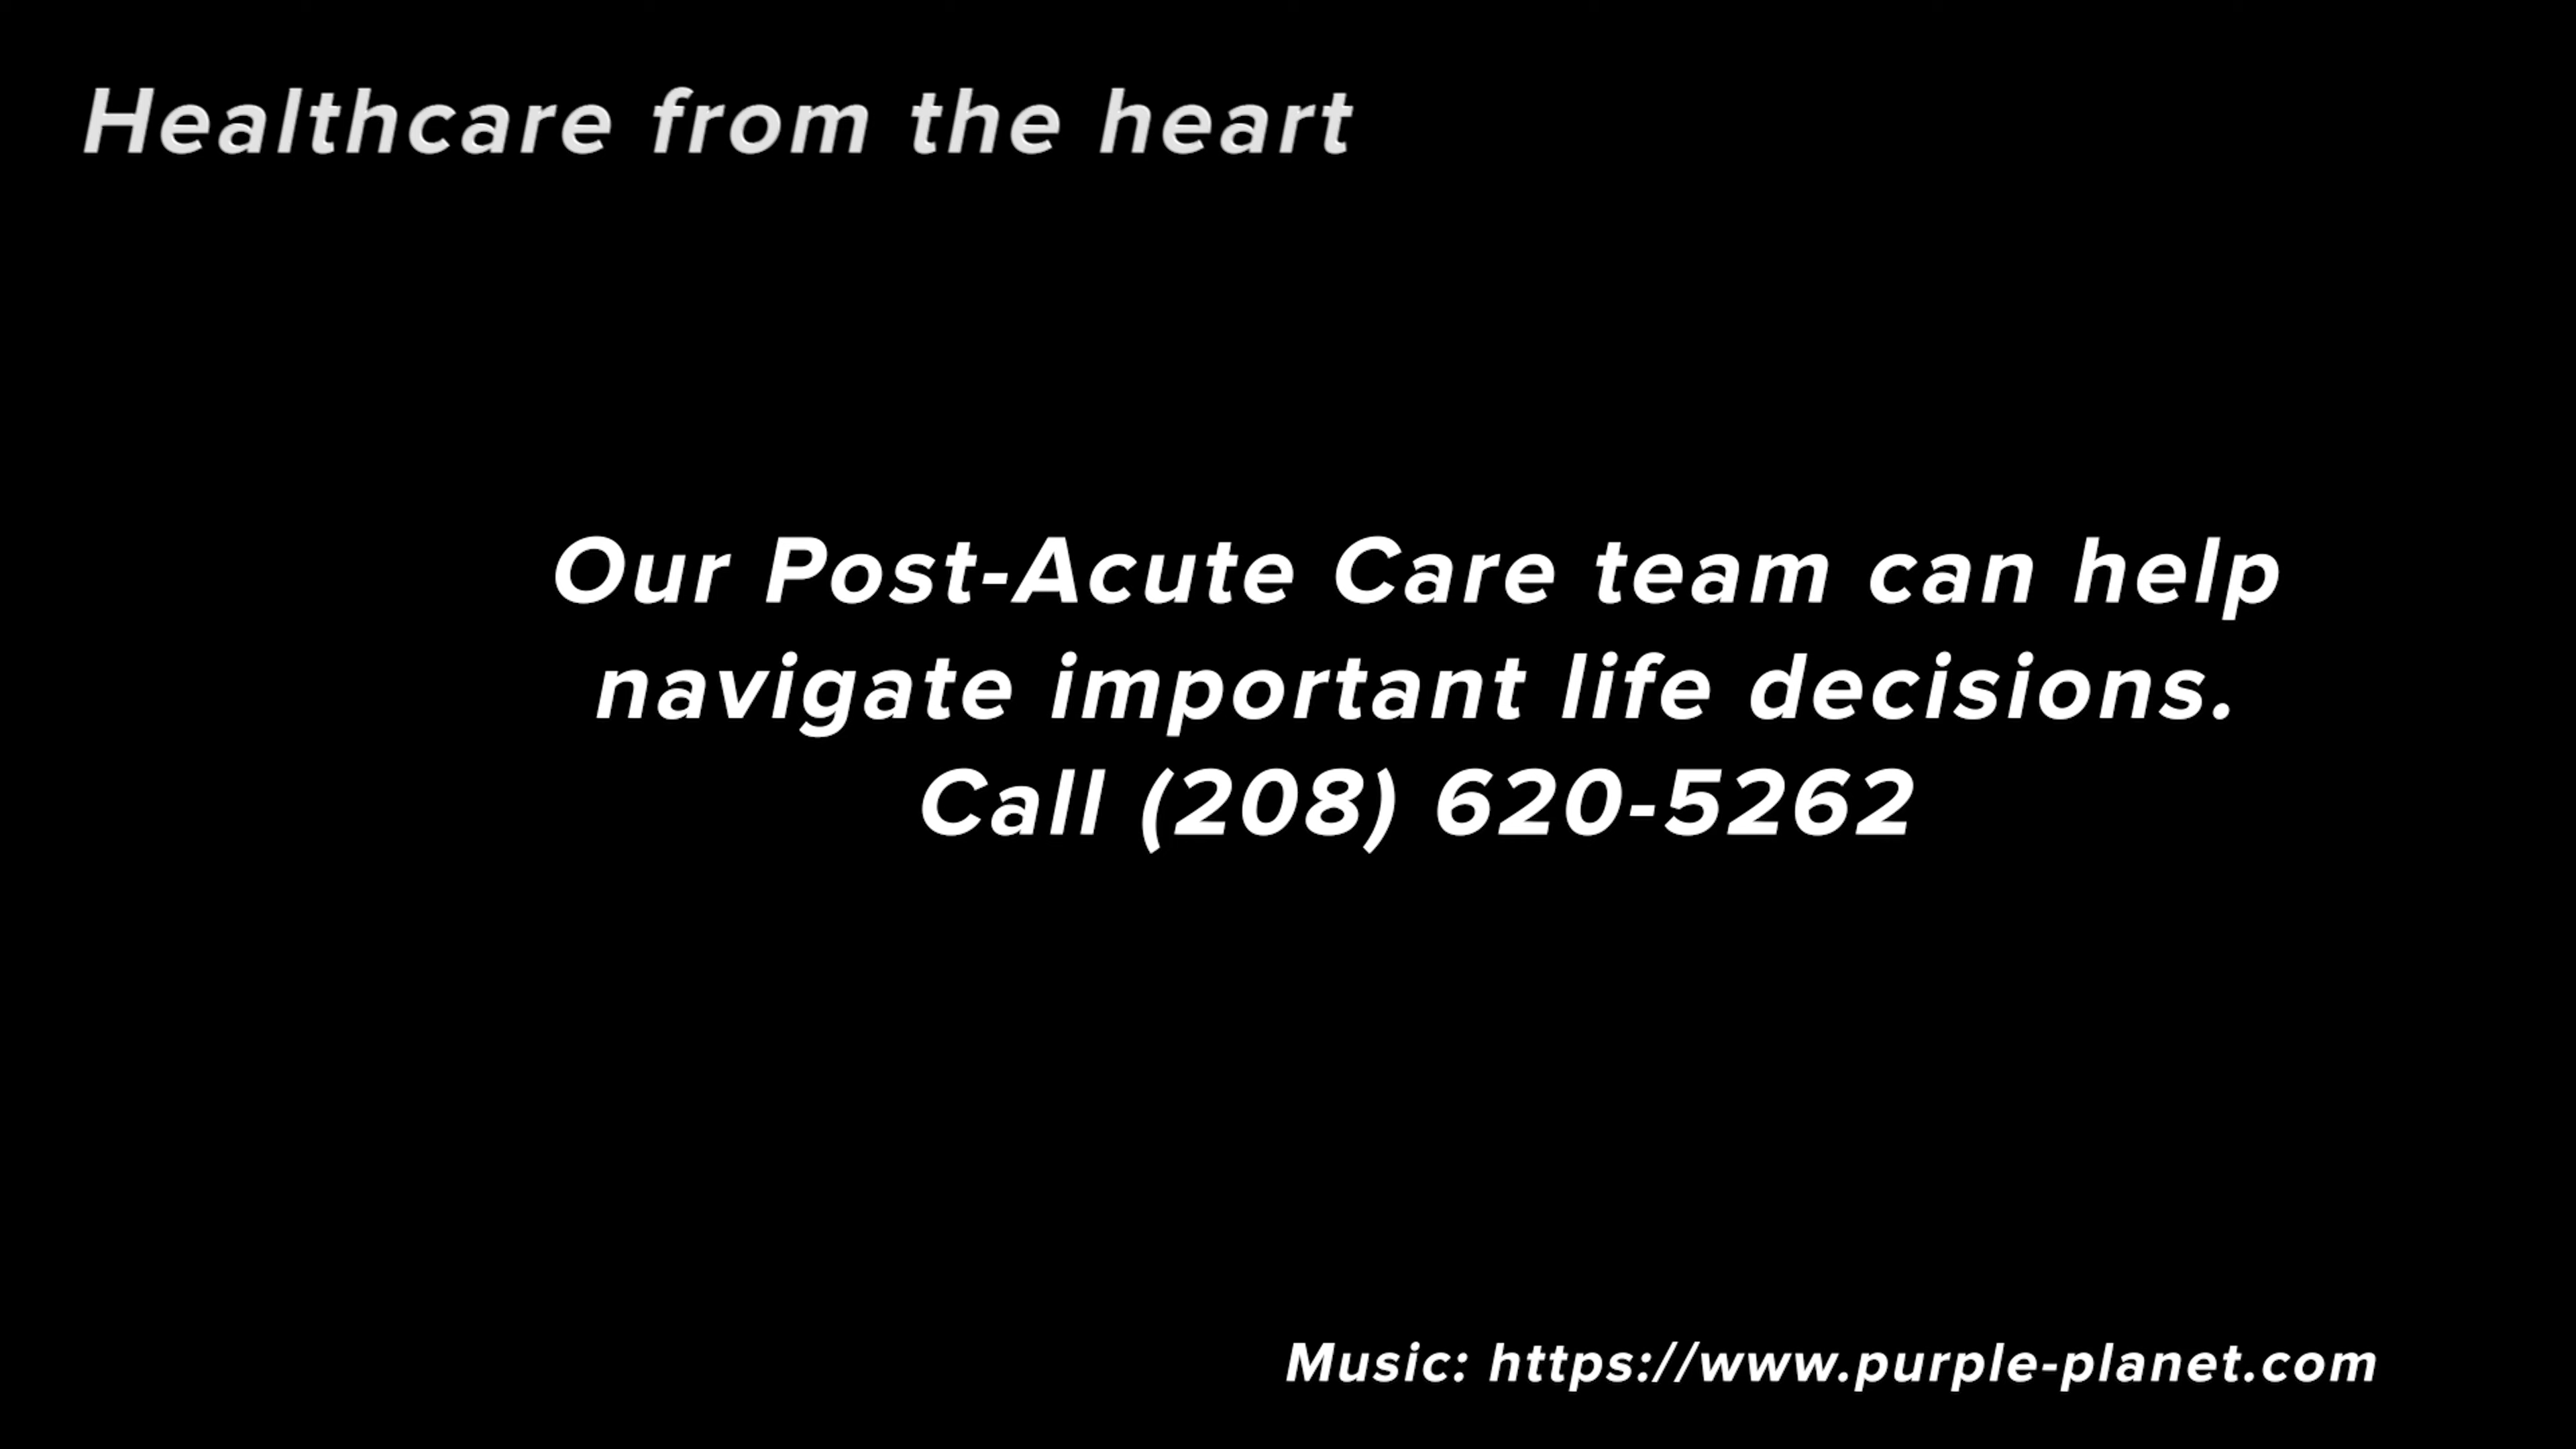 Healthcare from the heart
Our Post-Acute Care team can help
navigate important life decisions.
Call (208) 620-5262
Music: https://www.purple-planet.com